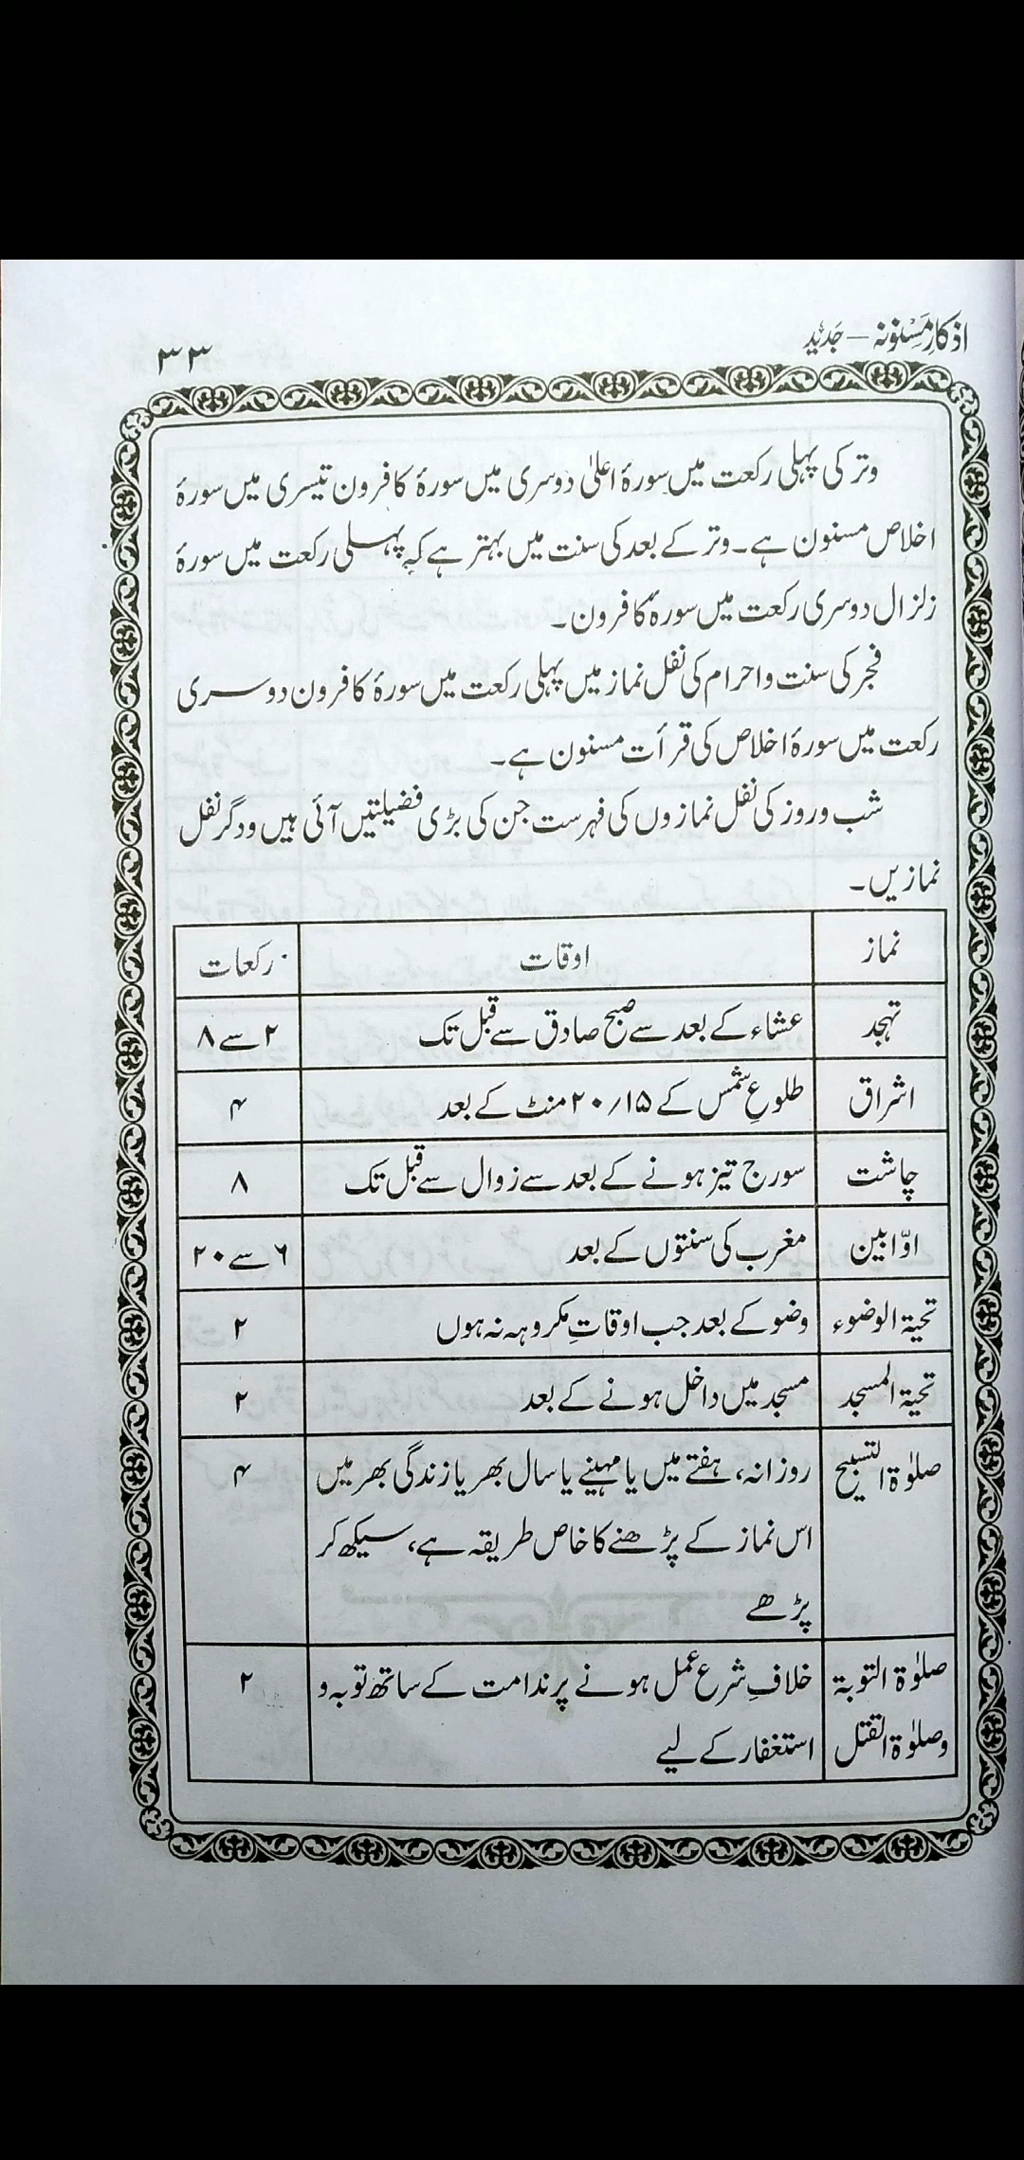 اذکارِ مَسْنُونہ – جَدِید
۳۳
وتر کی پہلی رکعت میں سورۂ اعلیٰ دوسری میں سورۂ کافرون تیسری میں سورۂ
اخلاص مسنون ہے۔ وتر کے بعد کی سنت میں بہتر ہے کہ پہلی رکعت میں سورۂ
زلزال دوسری رکعت میں سورۂ کافرون۔
فجر کی سنت و احرام کی نفل نماز میں پہلی رکعت میں سورۂ کافرون دوسری
رکعت میں سورۂ اخلاص کی قرأت مسنون ہے۔
شب و روز کی نفل نمازوں کی فہرست جن کی بڑی فضیلتیں آئی ہیں ودگر نفل
نمازیں۔
نماز اوقات رکعات
تہجد عشاء کے بعد سے صبح صادق سے قبل تک ۲ سے ۸
اشراق طلوعِ شمس کے ۱۵/۲۰ منٹ کے بعد ۴
چاشت سورج تیز ہونے کے بعد سے زوال سے قبل تک ۸
اوّابین مغرب کی سنتوں کے بعد ۶ سے ۲۰
تحیۃ الوضوء وضو کے بعد جب اوقاتِ مکروہہ نہ ہوں ۲
تحیۃ المسجد مسجد میں داخل ہونے کے بعد ۲
صلوٰۃ التسبیح روزانہ، ہفتے میں یا مہینے یا سال بھر یا زندگی بھر میں ۴
اس نماز کے پڑھنے کا خاص طریقہ ہے، سیکھ کر
پڑھے
صلوٰۃ التوبۃ خلافِ شرع عمل ہونے پر ندامت کے ساتھ توبہ و ۲
وصلوٰۃ القتل استغفار کے لیے